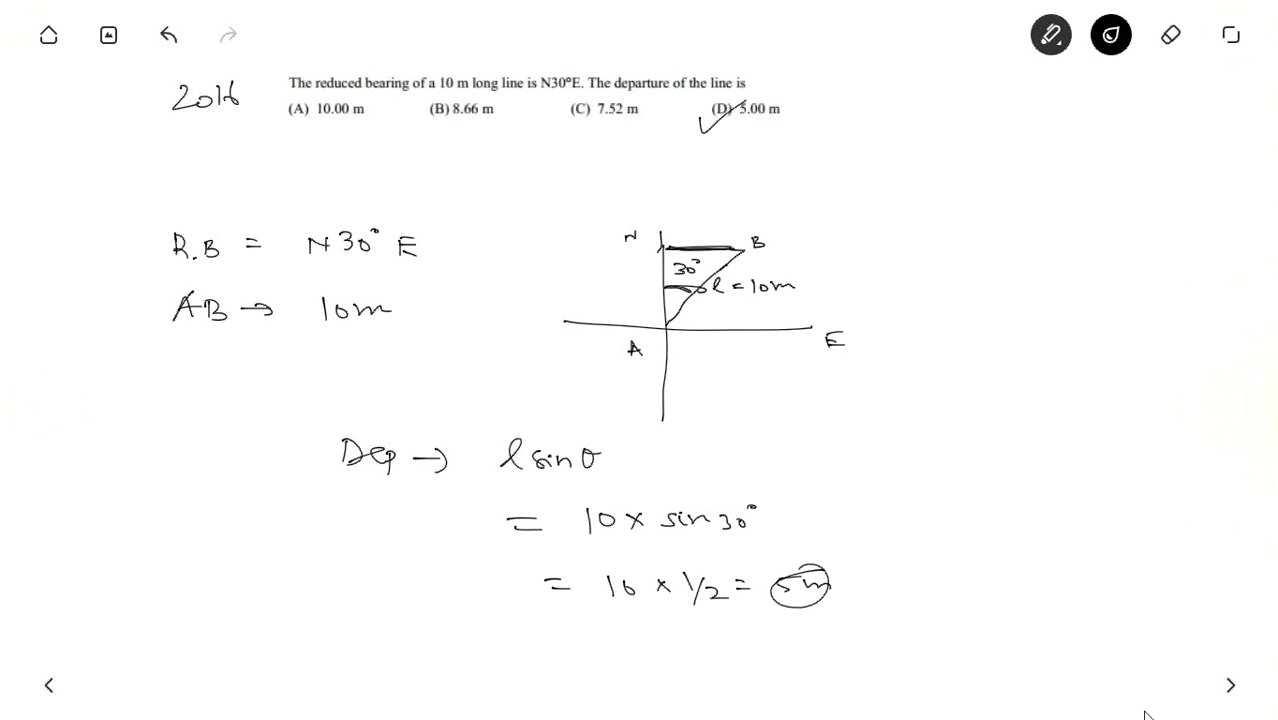 2016
The reduced bearing of a 10 m long line is N30°E. The departure of the line is
(A) 10.00 m (B) 8.66 m (C) 7.52 m (D) 5.00 m
R.B = N 30° E
AB → 10m
N
B
30°
l = 10m
A
E
Dep → l sin θ
= 10 x sin 30°
= 10 x 1/2 = 5m